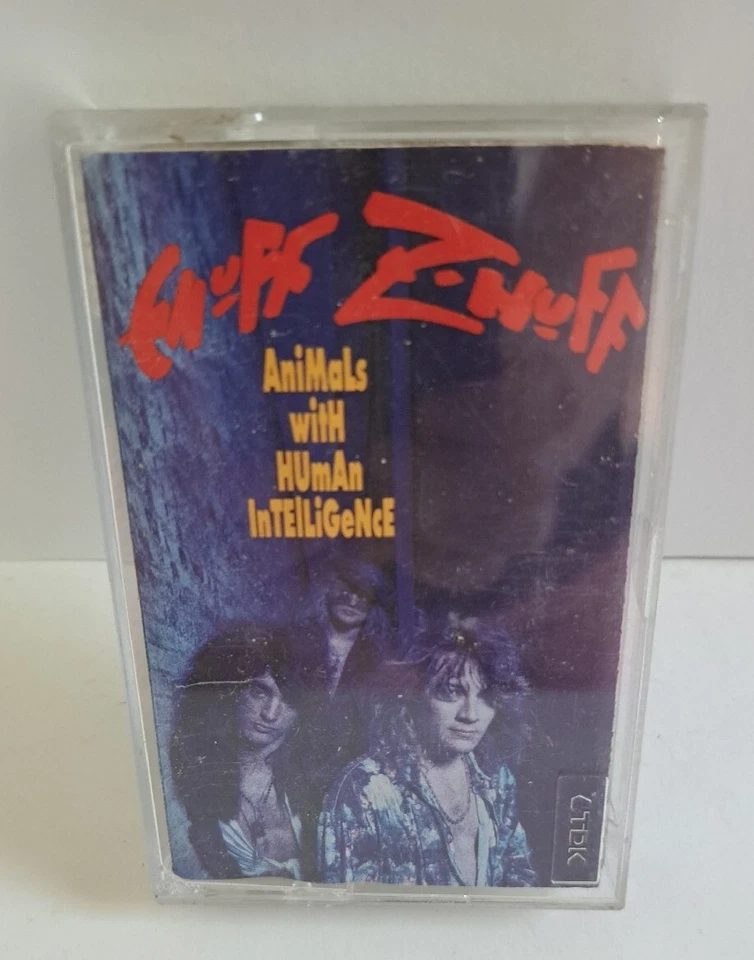 Enuff Z-Nuff
AniMaLs
witH
HUmAn
InTElLiGeNcE
TDK